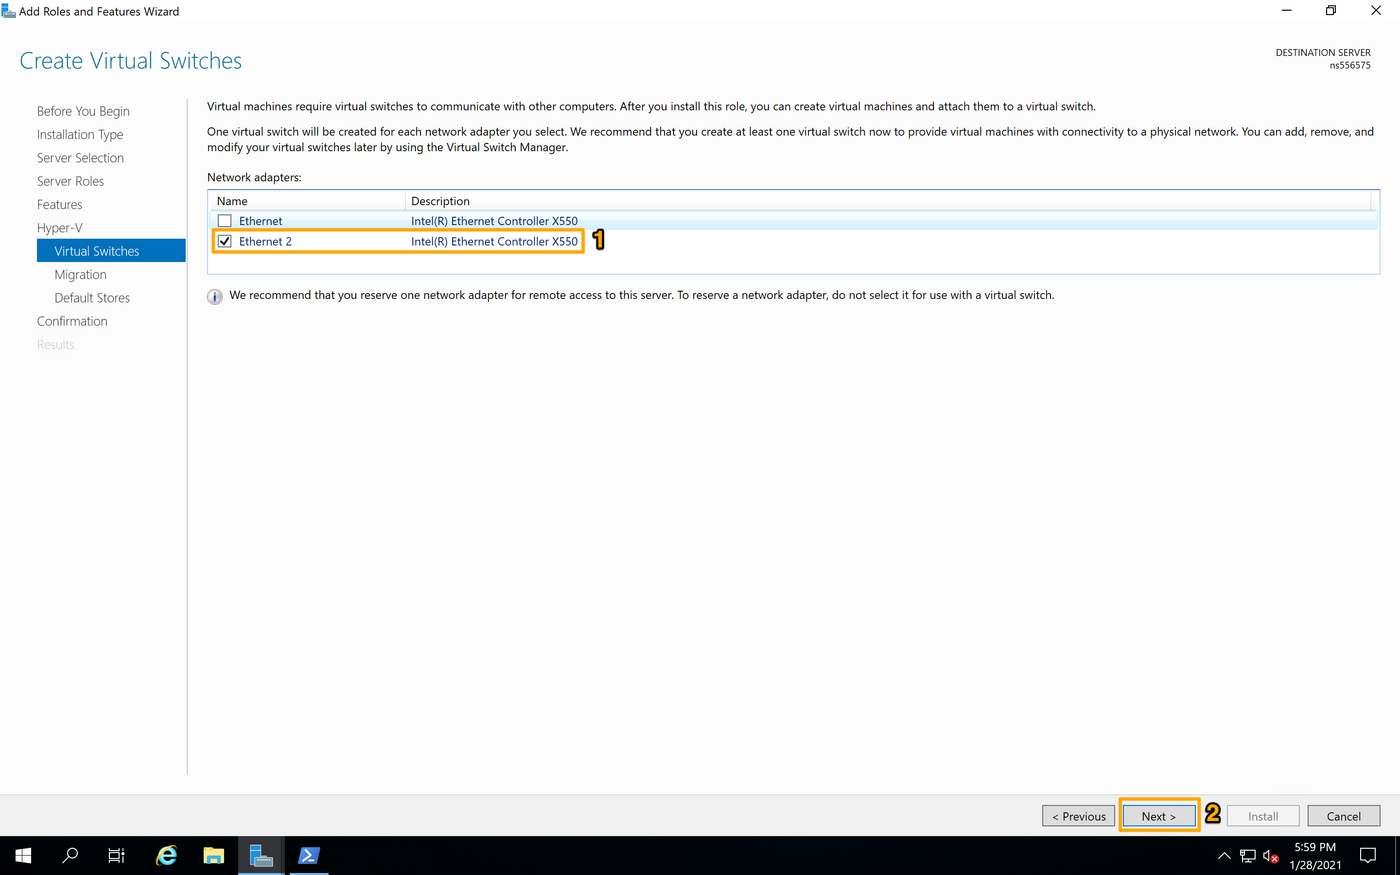 Add Roles and Features Wizard
Create Virtual Switches
DESTINATION SERVER
ns556575
Before You Begin
Installation Type
Server Selection
Server Roles
Features
Hyper-V
Virtual Switches
Migration
Default Stores
Confirmation
Results
Virtual machines require virtual switches to communicate with other computers. After you install this role, you can create virtual machines and attach them to a virtual switch.
One virtual switch will be created for each network adapter you select. We recommend that you create at least one virtual switch now to provide virtual machines with connectivity to a physical network. You can add, remove, and
modify your virtual switches later by using the Virtual Switch Manager.
Network adapters:
Name Description
Ethernet Intel(R) Ethernet Controller X550
Ethernet 2 Intel(R) Ethernet Controller X550 1
We recommend that you reserve one network adapter for remote access to this server. To reserve a network adapter, do not select it for use with a virtual switch.
< Previous Next > 2 Install Cancel
5:59 PM
1/28/2021